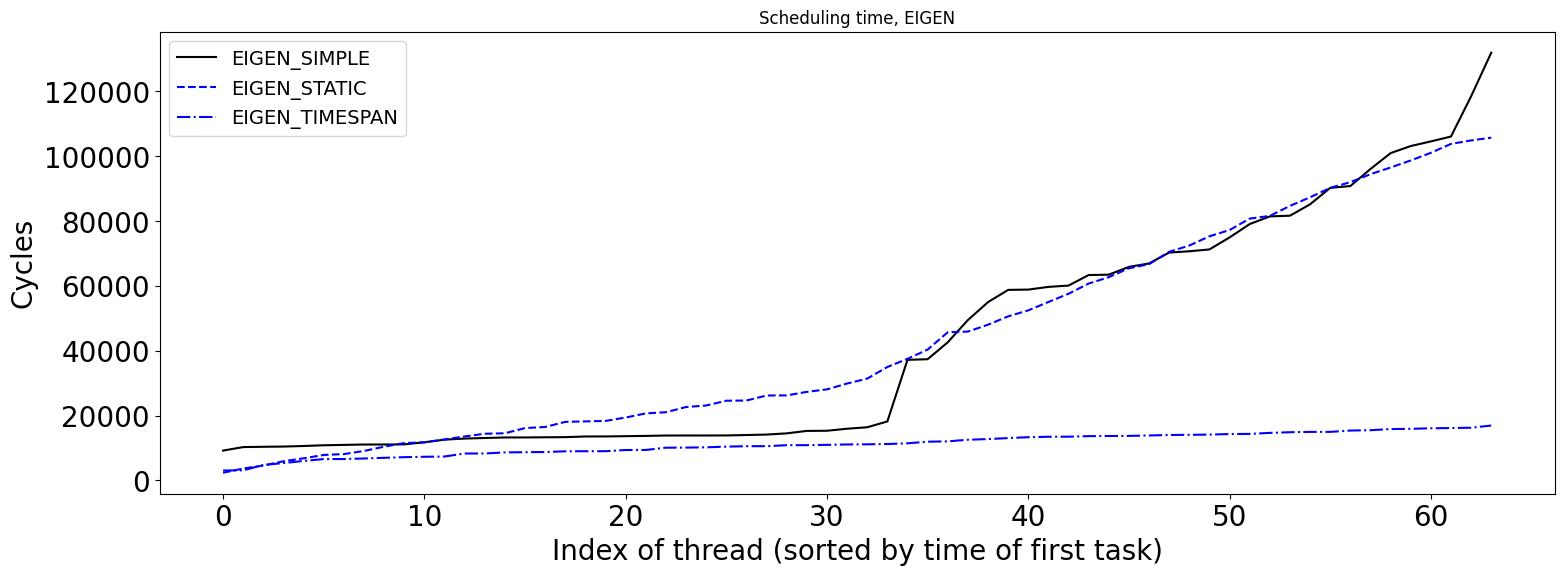 Scheduling time, EIGEN
EIGEN_SIMPLE
EIGEN_STATIC
EIGEN_TIMESPAN
120000
100000
80000
60000
40000
20000
0
Cycles
0 10 20 30 40 50 60
Index of thread (sorted by time of first task)